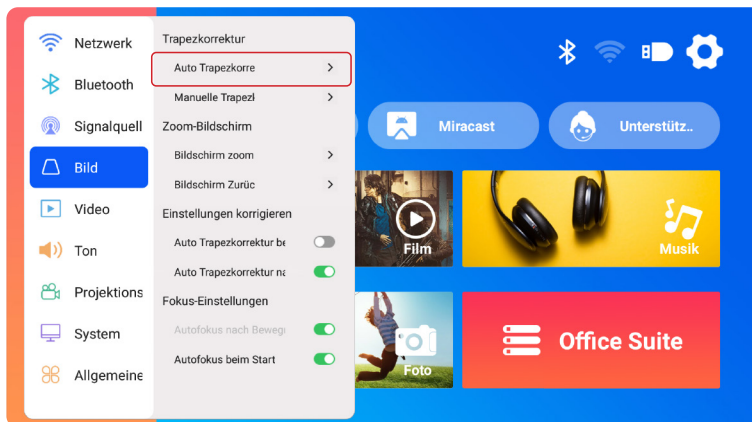 Netzwerk
Bluetooth
Signalquell
Bild
Video
Ton
Projektions
System
Allgemeine
Trapezkorrektur
Auto Trapezkorre
Manuelle Trapezl
Zoom-Bildschirm
Bildschirm zoom
Bildschirm Zurüc
Einstellungen korrigieren
Auto Trapezkorrektur be
Auto Trapezkorrektur na
Fokus-Einstellungen
Autofokus nach Bewegu
Autofokus beim Start
Miracast
Unterstütz..
Film
Musik
Foto
Office Suite